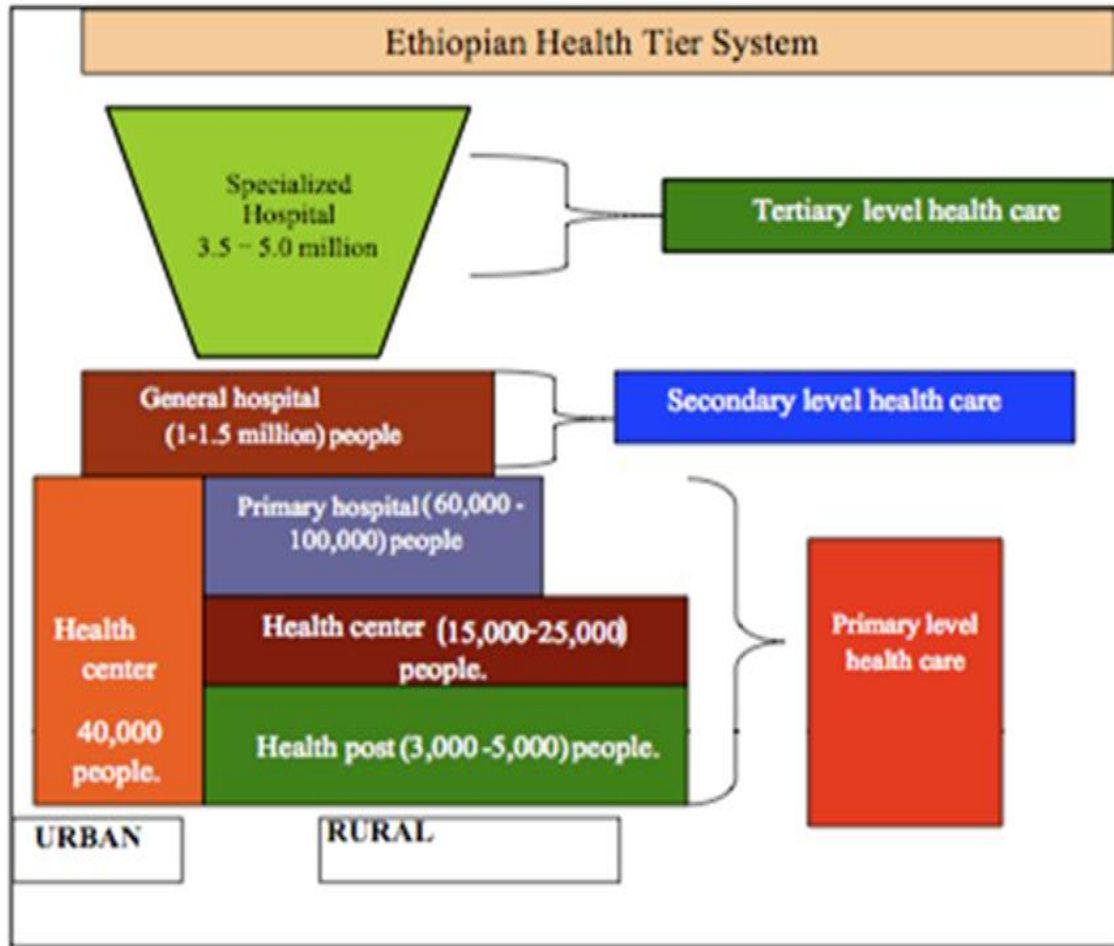 Ethiopian Health Tier System
Specialized
Hospital
3.5 – 5.0 million
Tertiary level health care
General hospital
(1-1.5 million) people
Secondary level health care
Primary hospital (60,000 -
100,000) people
Health center (15,000-25,000)
people.
Health
center
40,000
people.
Health post (3,000 -5,000) people.
Primary level
health care
URBAN
RURAL